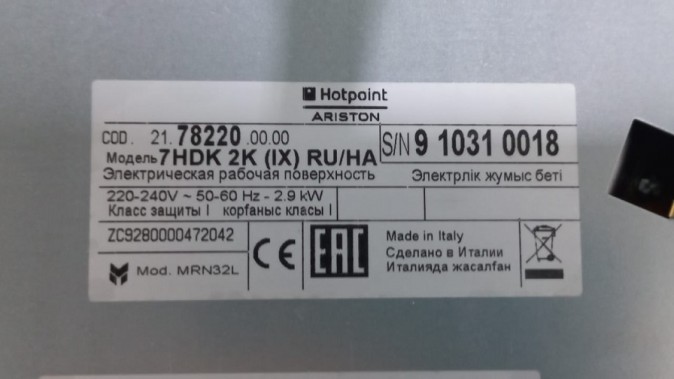 Hotpoint
ARISTON
COD. 21. 78220 .00.00
S/N 9 1031 0018
Модель 7HDK 2K (IX) RU/HA
Электрическая рабочая поверхность Электрлік жумыс беті
220-240V ~ 50-60 Hz - 2.9 kW
Класс защиты I корғаныс класы I
ZC9280000472042
Mod. MRN32L
CE
EAC
Made in Italy
Сделано в Италии
Италияда жасалған